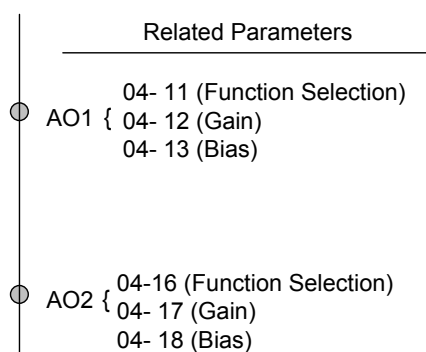 Related Parameters
04- 11 (Function Selection)
AO1 { 04- 12 (Gain)
04- 13 (Bias)
04-16 (Function Selection)
AO2 { 04- 17 (Gain)
04- 18 (Bias)